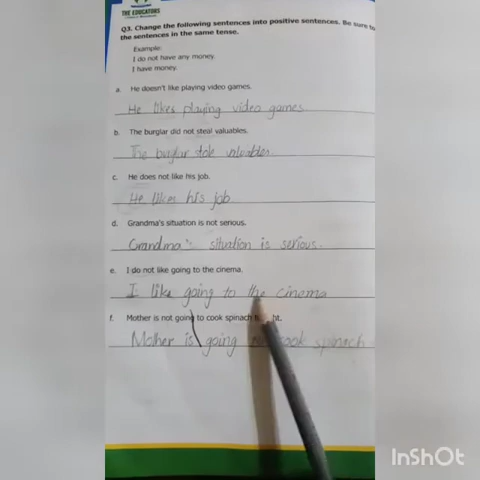 THE EDUCATORS
Q3. Change the following sentences into positive sentences. Be sure to
the sentences in the same tense.
Example:
I do not have any money.
I have money.
a. He doesn't like playing video games.
He likes playing video games
b. The burglar did not steal valuables.
The buglar stole valuables.
c. He does not like his job.
He likes his job
d. Grandma's situation is not serious.
Grandma's situation is serious.
e. I do not like going to the cinema.
I like going to the cinema
f. Mother is not going to cook spinach
Mother is going cook spinach
InShOt